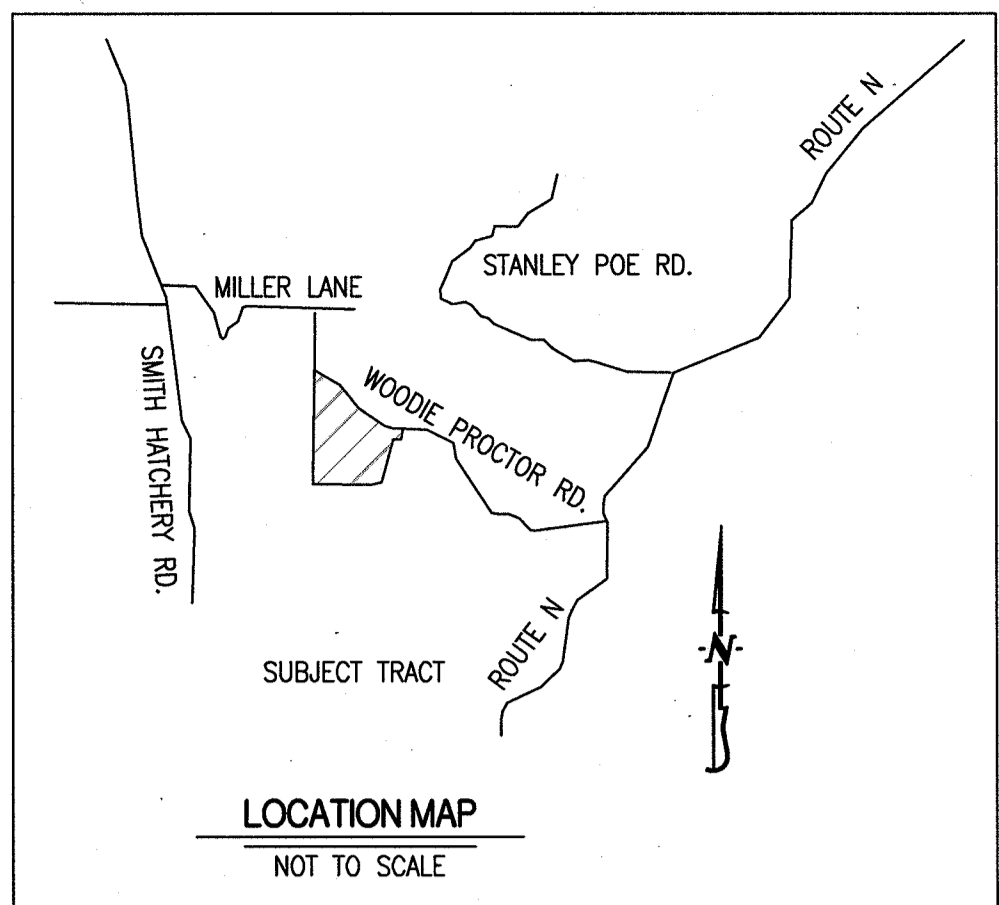 ROUTE N
STANLEY POE RD.
MILLER LANE
SMITH HATCHERY RD.
WOODIE PROCTOR RD.
ROUTE N
-N-
SUBJECT TRACT
LOCATION MAP
NOT TO SCALE